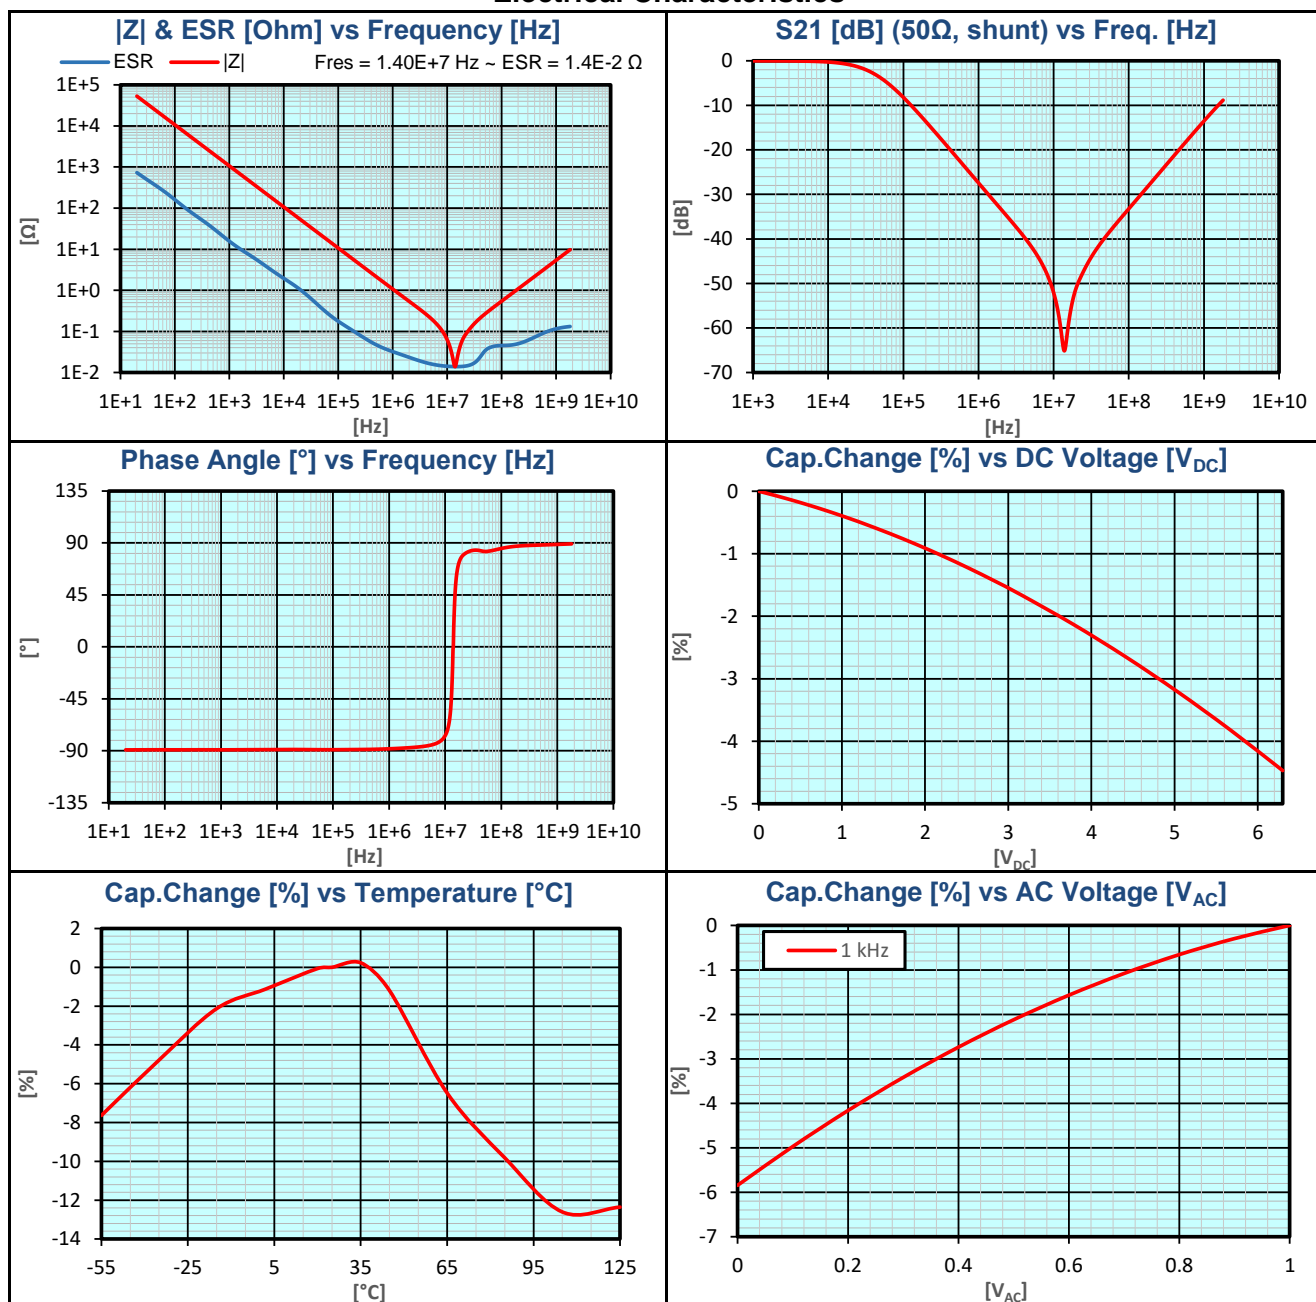 |Z| & ESR [Ohm] vs Frequency [Hz]
ESR |Z| Fres = 1.40E+7 Hz ~ ESR = 1.4E-2 Ω
1E+5
1E+4
1E+3
1E+2
1E+1
1E+0
1E-1
1E-2
[Ω]
1E+1 1E+2 1E+3 1E+4 1E+5 1E+6 1E+7 1E+8 1E+9 1E+10
[Hz]
S21 [dB] (50Ω, shunt) vs Freq. [Hz]
0
-10
-20
-30
-40
-50
-60
-70
[dB]
1E+3 1E+4 1E+5 1E+6 1E+7 1E+8 1E+9 1E+10
[Hz]
Phase Angle [°] vs Frequency [Hz]
135
90
45
0
-45
-90
-135
[°]
1E+1 1E+2 1E+3 1E+4 1E+5 1E+6 1E+7 1E+8 1E+9 1E+10
[Hz]
Cap.Change [%] vs DC Voltage [VDC]
0
-1
-2
-3
-4
-5
[%]
0 1 2 3 4 5 6
[VDC]
Cap.Change [%] vs Temperature [°C]
2
0
-2
-4
-6
-8
-10
-12
-14
[%]
-55 -25 5 35 65 95 125
[°C]
Cap.Change [%] vs AC Voltage [VAC]
1 kHz
0
-1
-2
-3
-4
-5
-6
-7
[%]
0 0.2 0.4 0.6 0.8 1
[VAC]